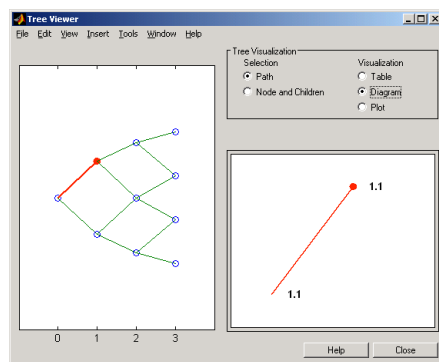 Tree Viewer
File Edit View Insert Tools Window Help
Tree Visualization
Selection
Visualization
Path
Table
Node and Children
Diagram
Plot
1.1
1.1
0 1 2 3
Help
Close